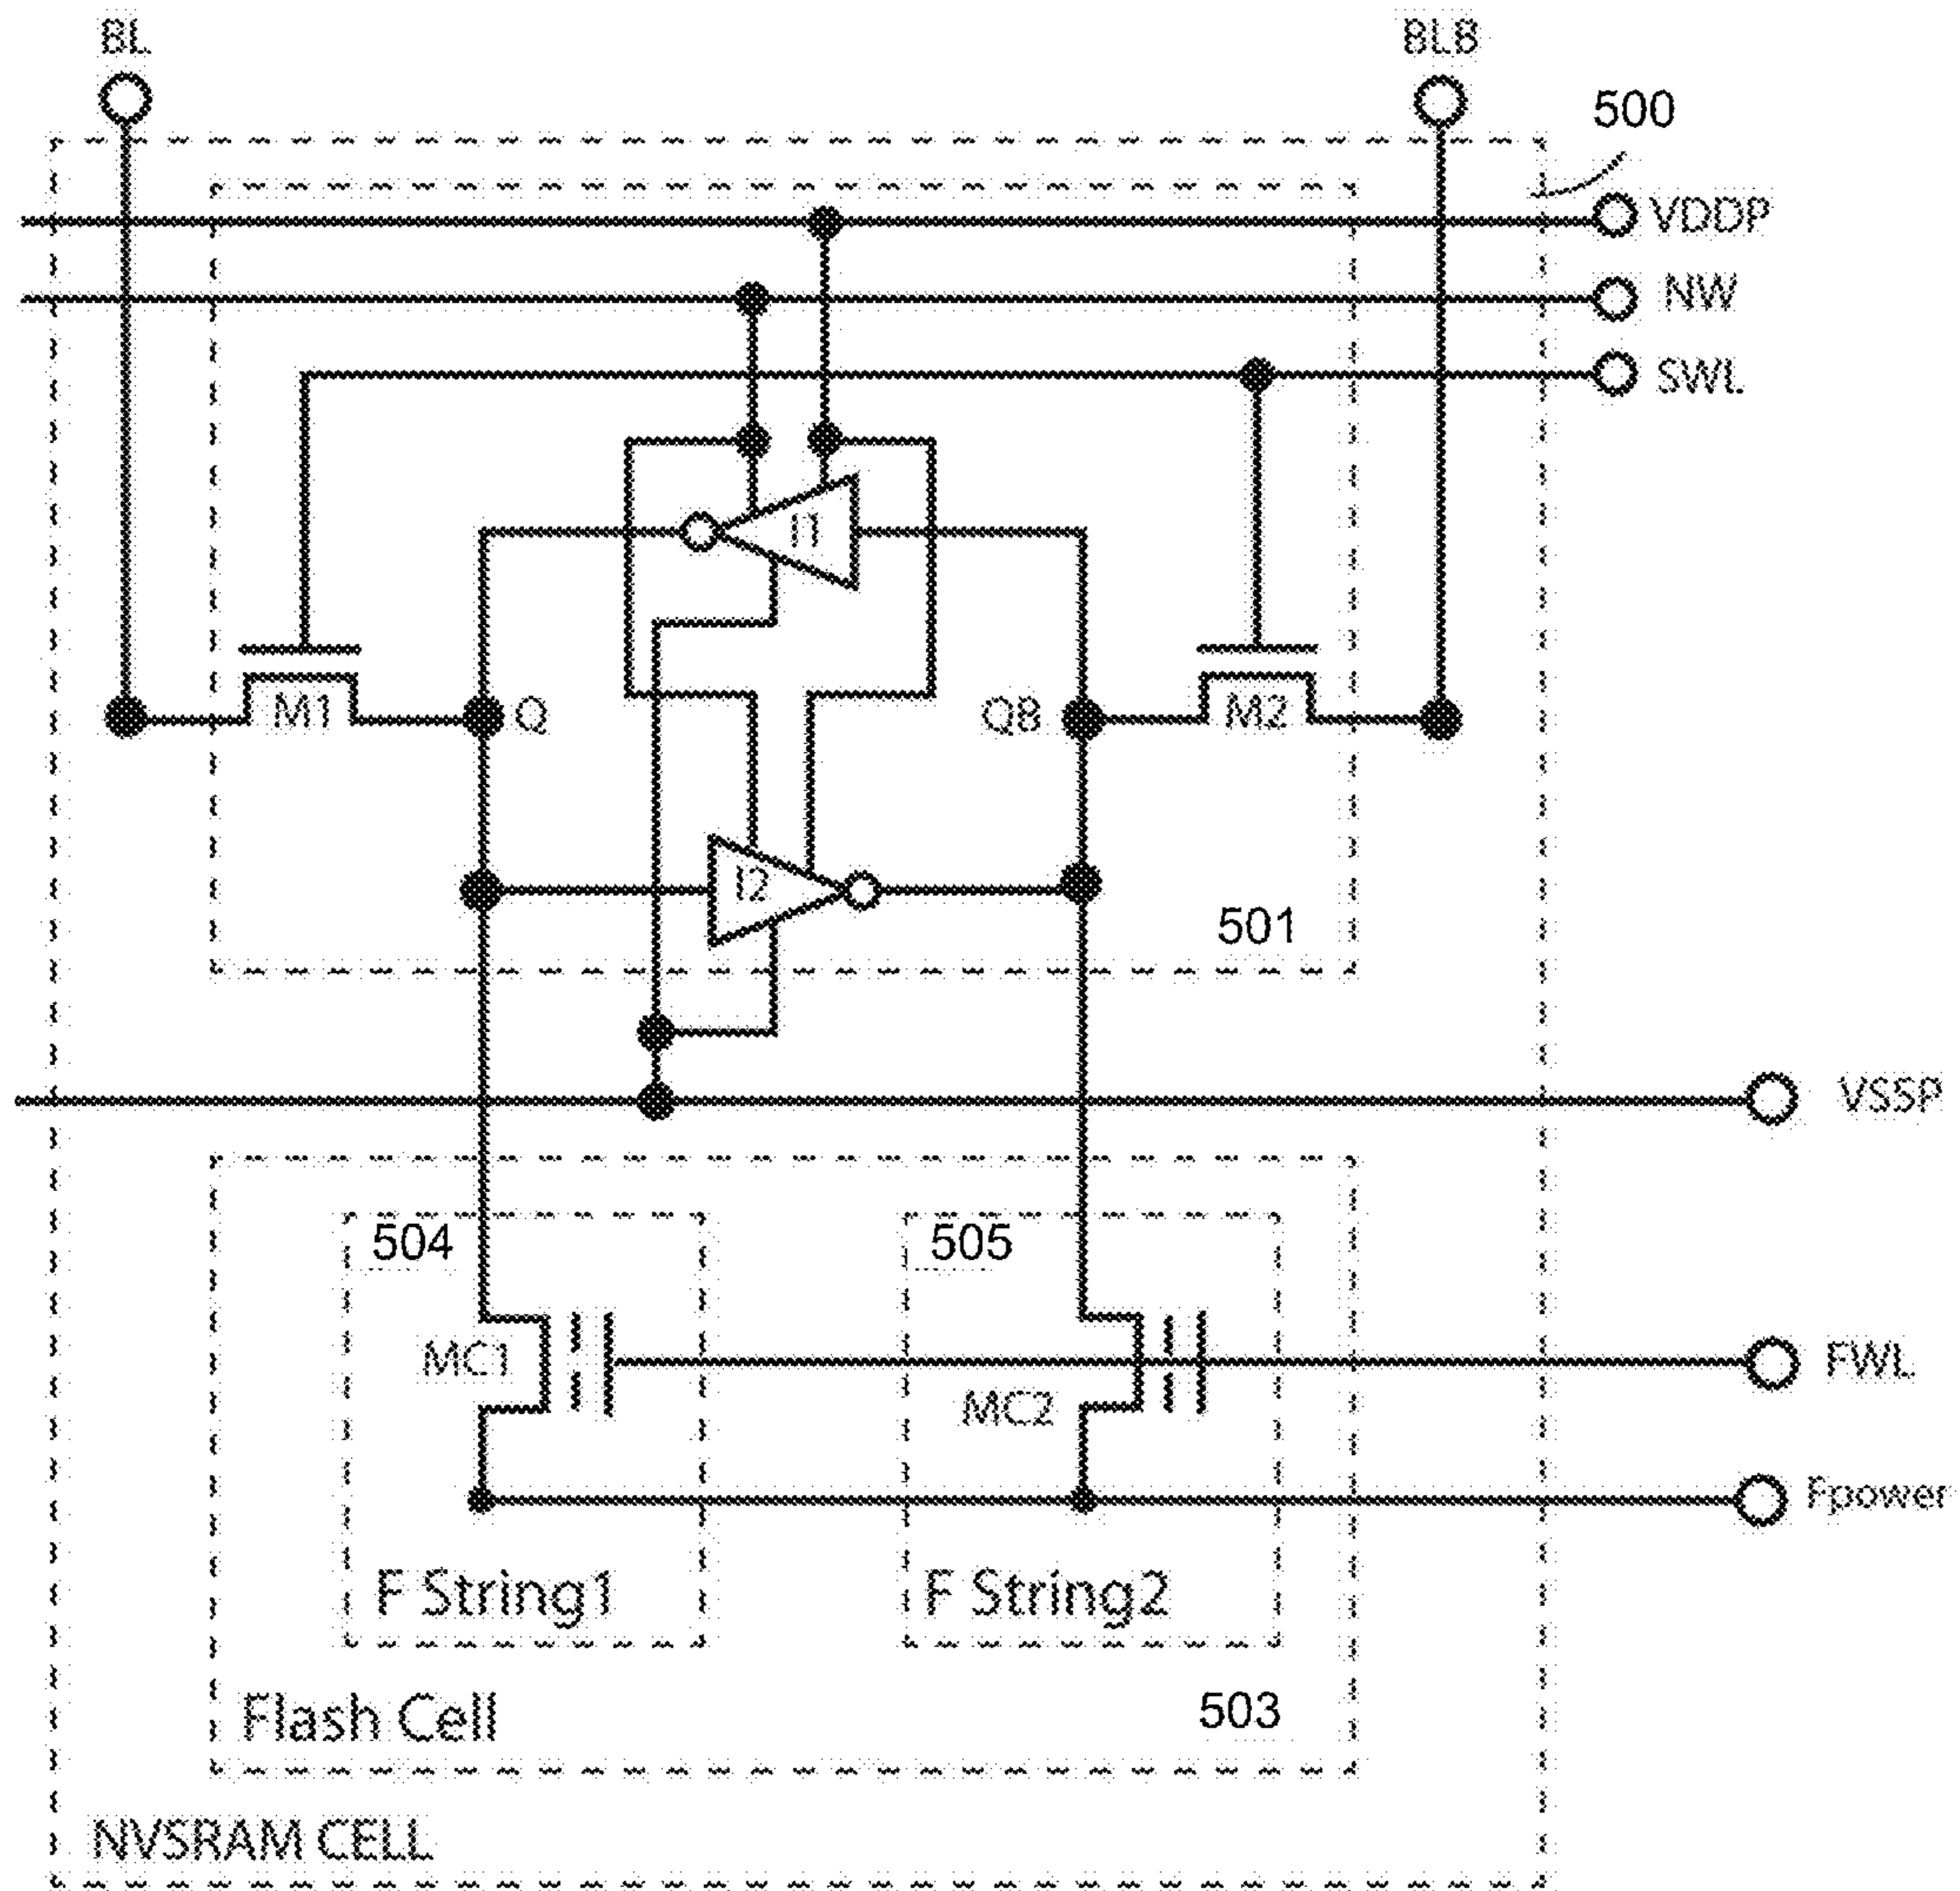 BL
BLB
500
VDDP
NW
SWL
I1
M1
Q
QB
M2
I2
501
VSSP
504
505
MC1
MC2
FWL
Fpower
F String1
F String2
Flash Cell
503
NVSRAM CELL